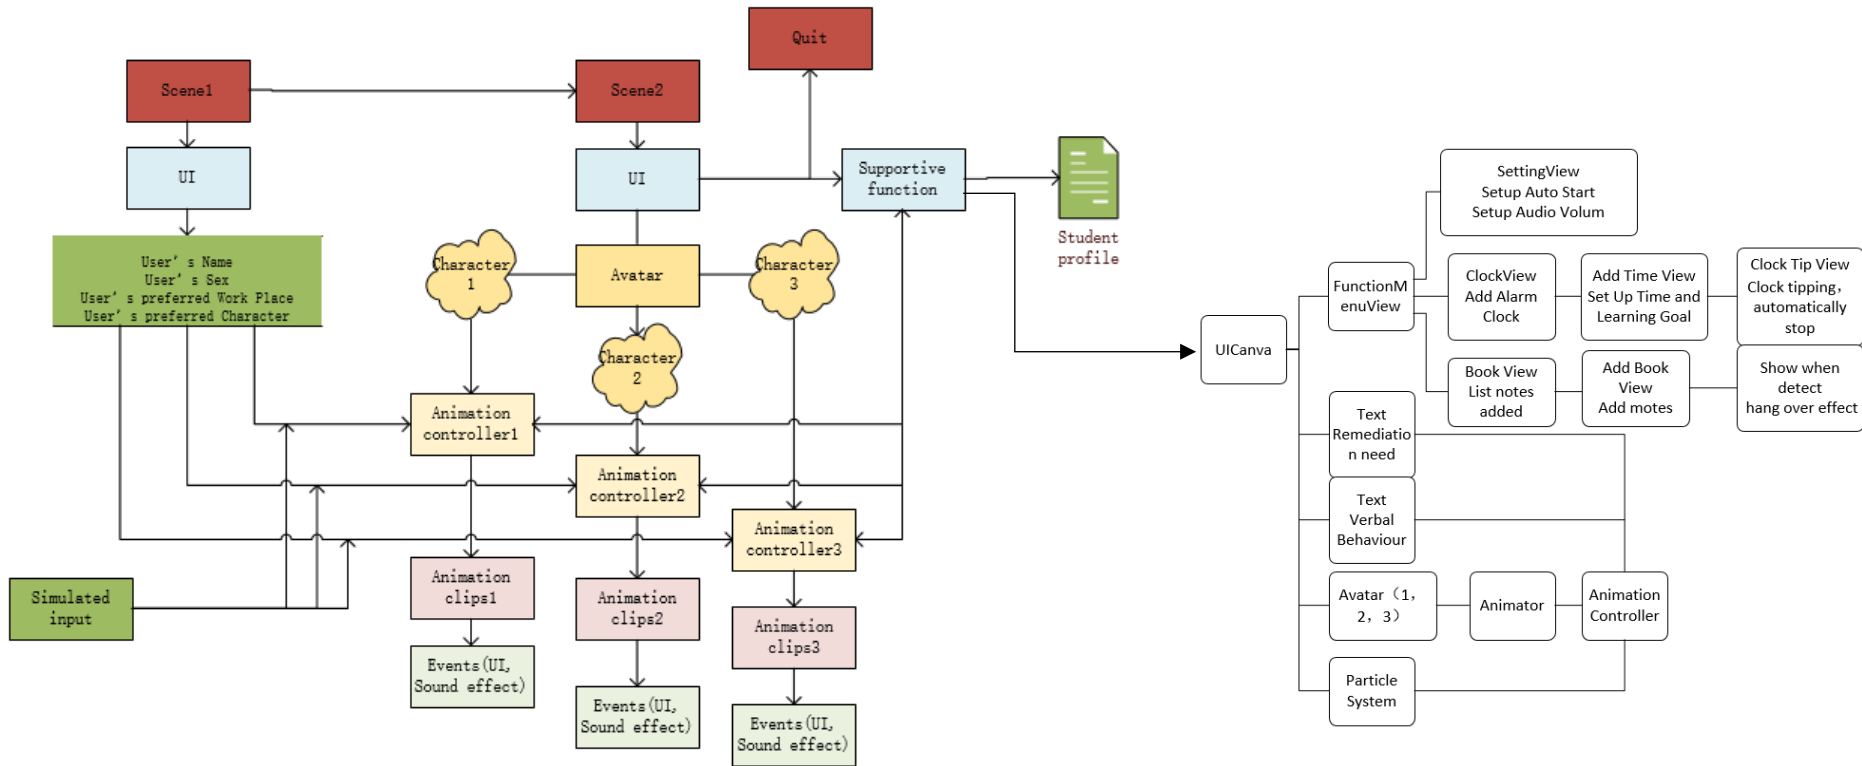 Quit
Scene1
Scene2
UI
UI
Supportive
function
Student
profile
User's Name
User's Sex
User's preferred Work Place
User's preferred Character
Character
1
Avatar
Character
3
Character
2
Animation
controller1
Animation
controller2
Animation
controller3
Simulated
input
Animation
clips1
Animation
clips2
Animation
clips3
Events(UI,
Sound effect)
Events(UI,
Sound effect)
Events(UI,
Sound effect)
UICanva
SettingView
Setup Auto Start
Setup Audio Volum
FunctionM
enuView
ClockView
Add Alarm
Clock
Add Time View
Set Up Time and
Learning Goal
Clock Tip View
Clock tipping，
automatically
stop
Book View
List notes
added
Add Book
View
Add motes
Show when
detect
hang over effect
Text
Remediatio
n need
Text
Verbal
Behaviour
Avatar（1，
2，3）
Animator
Animation
Controller
Particle
System